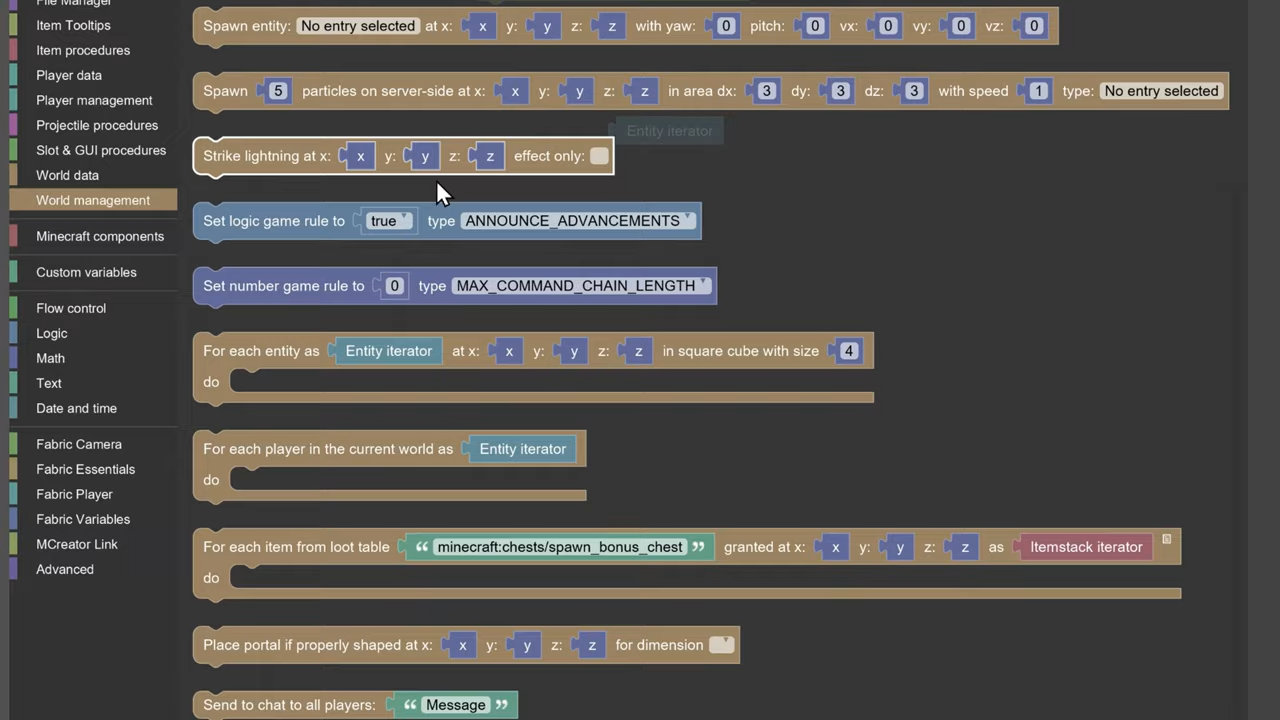 File Manager
Item Tooltips
Item procedures
Player data
Player management
Projectile procedures
Slot & GUI procedures
World data
World management
Minecraft components
Custom variables
Flow control
Logic
Math
Text
Date and time
Fabric Camera
Fabric Essentials
Fabric Player
Fabric Variables
MCreator Link
Advanced
Spawn entity: No entry selected at x: x y: y z: z with yaw: 0 pitch: 0 vx: 0 vy: 0 vz: 0
Spawn 5 particles on server-side at x: x y: y z: z in area dx: 3 dy: 3 dz: 3 with speed 1 type: No entry selected
Entity iterator
Strike lightning at x: x y: y z: z effect only:
Set logic game rule to true type ANNOUNCE_ADVANCEMENTS
Set number game rule to 0 type MAX_COMMAND_CHAIN_LENGTH
For each entity as Entity iterator at x: x y: y z: z in square cube with size 4
do
For each player in the current world as Entity iterator
do
For each item from loot table “ minecraft:chests/spawn_bonus_chest ” granted at x: x y: y z: z as Itemstack iterator
do
Place portal if properly shaped at x: x y: y z: z for dimension
Send to chat to all players: “ Message ”